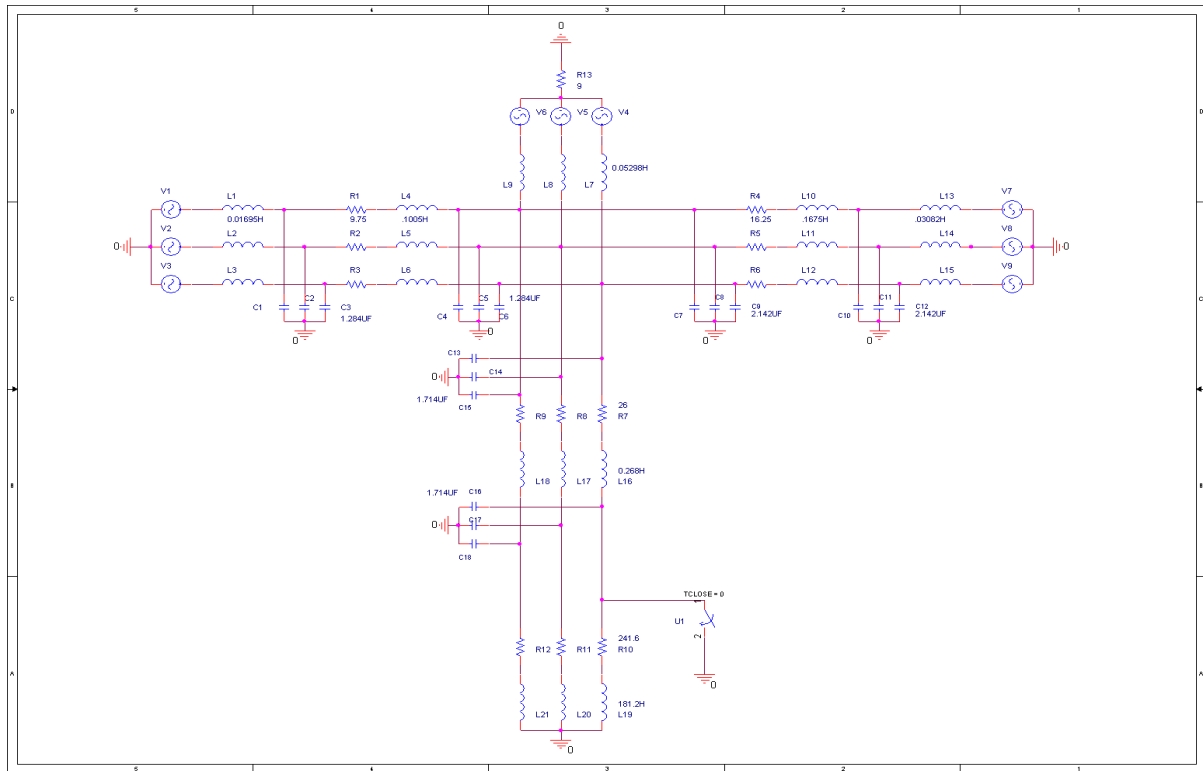 5 4 3 2 1
0
R13
9
D D
V6 V5 V4
0.05298H
L9 L8 L7
V1 L1 R1 L4 R4 L10 L13 V7
0.01695H 9.75 .1005H 16.25 .1675H .03082H
V2 L2 R2 L5 R5 L11 L14 V8
0 0
V3 L3 R3 L6 R6 L12 L15 V9
C C
C1 C2 C3 C4 C5 C6 C7 C8 C9 C10 C11 C12
1.284UF 1.284UF 2.142UF 2.142UF
0 0 0 0
C13
0 C14
1.714UF C15
26
R9 R8 R7
0.268H
L18 L17 L16
B B
1.714UF C16
0 C17
C18
TCLOSE = 0
1
U1
2
241.6
R12 R11 R10
A A
0
181.2H
L21 L20 L19
0
5 4 3 2 1